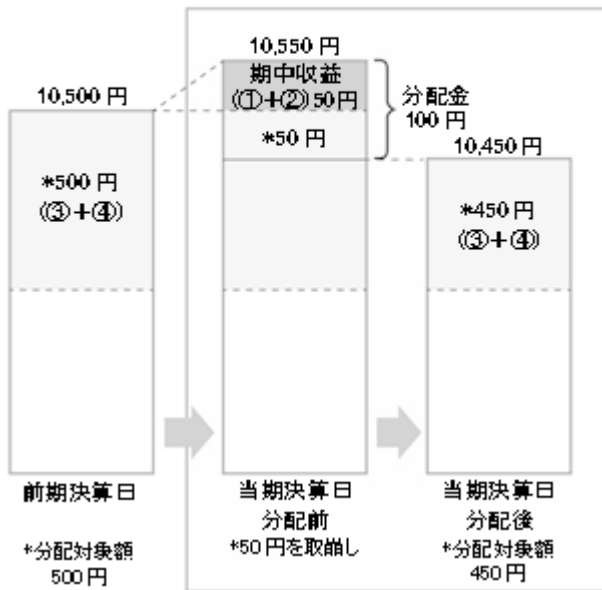 10,500 円
*500 円
(③+④)
前期決算日
*分配対象額
500 円
10,550 円
期中収益
(①+②) 50 円
*50 円
分配金
100 円
当期決算日
分配前
*50 円を取崩し
10,450 円
*450 円
(③+④)
当期決算日
分配後
*分配対象額
450 円